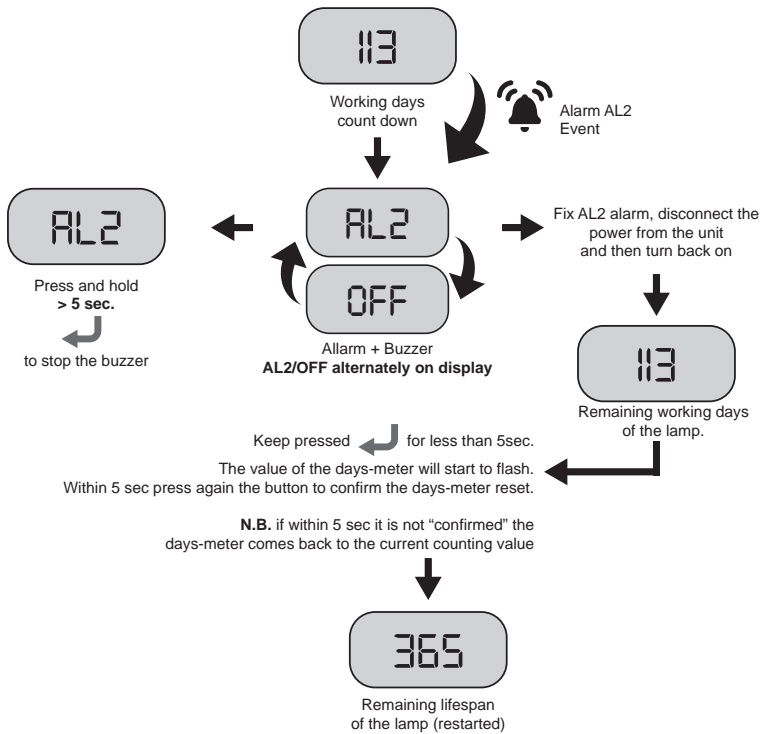 113
Working days
count down
Alarm AL2
Event
AL2
Press and hold
> 5 sec.
to stop the buzzer
AL2
OFF
Allarm + Buzzer
AL2/OFF alternately on display
Fix AL2 alarm, disconnect the
power from the unit
and then turn back on
113
Remaining working days
of the lamp.
Keep pressed for less than 5sec.
The value of the days-meter will start to flash.
Within 5 sec press again the button to confirm the days-meter reset.
N.B. if within 5 sec it is not “confirmed” the
days-meter comes back to the current counting value
365
Remaining lifespan
of the lamp (restarted)